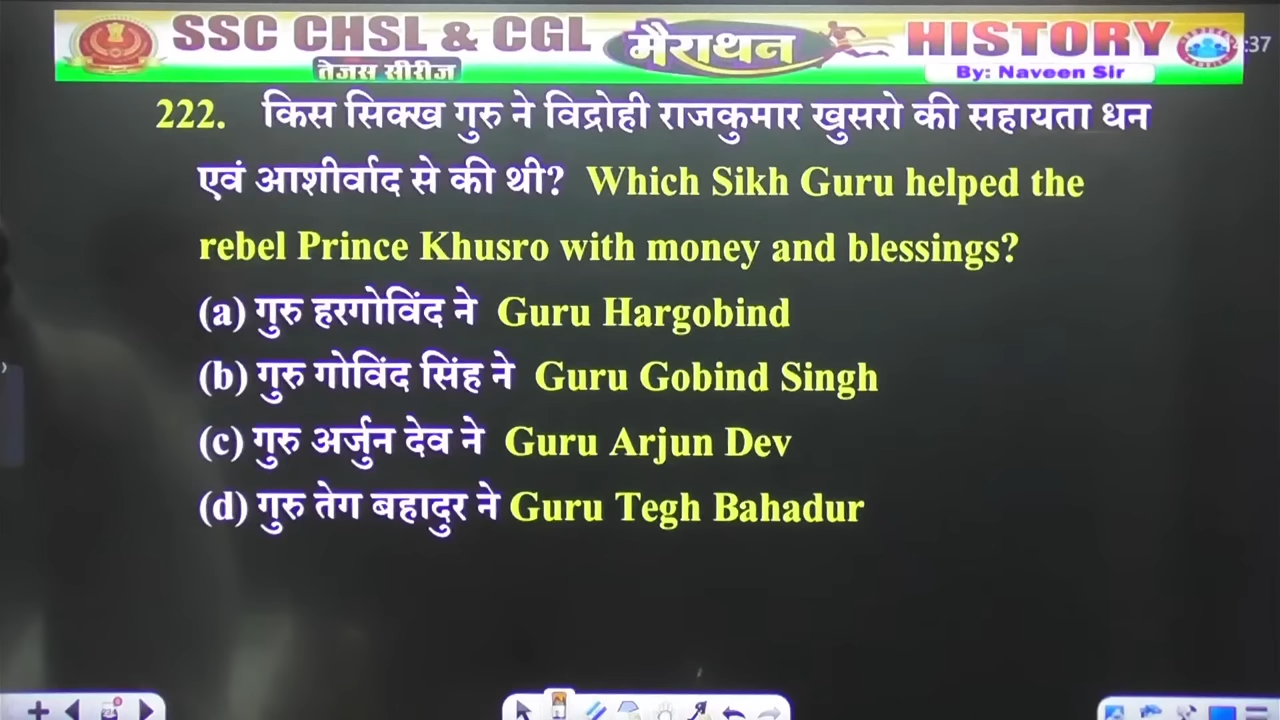 SSC CHSL & CGL
तेजस सीरीज
मैराथन
HISTORY
By: Naveen Sir
:37
222. किस सिक्ख गुरु ने विद्रोही राजकुमार खुसरो की सहायता धन
एवं आशीर्वाद से की थी? Which Sikh Guru helped the
rebel Prince Khusro with money and blessings?
(a) गुरु हरगोविंद ने Guru Hargobind
(b) गुरु गोविंद सिंह ने Guru Gobind Singh
(c) गुरु अर्जुन देव ने Guru Arjun Dev
(d) गुरु तेग बहादुर ने Guru Tegh Bahadur